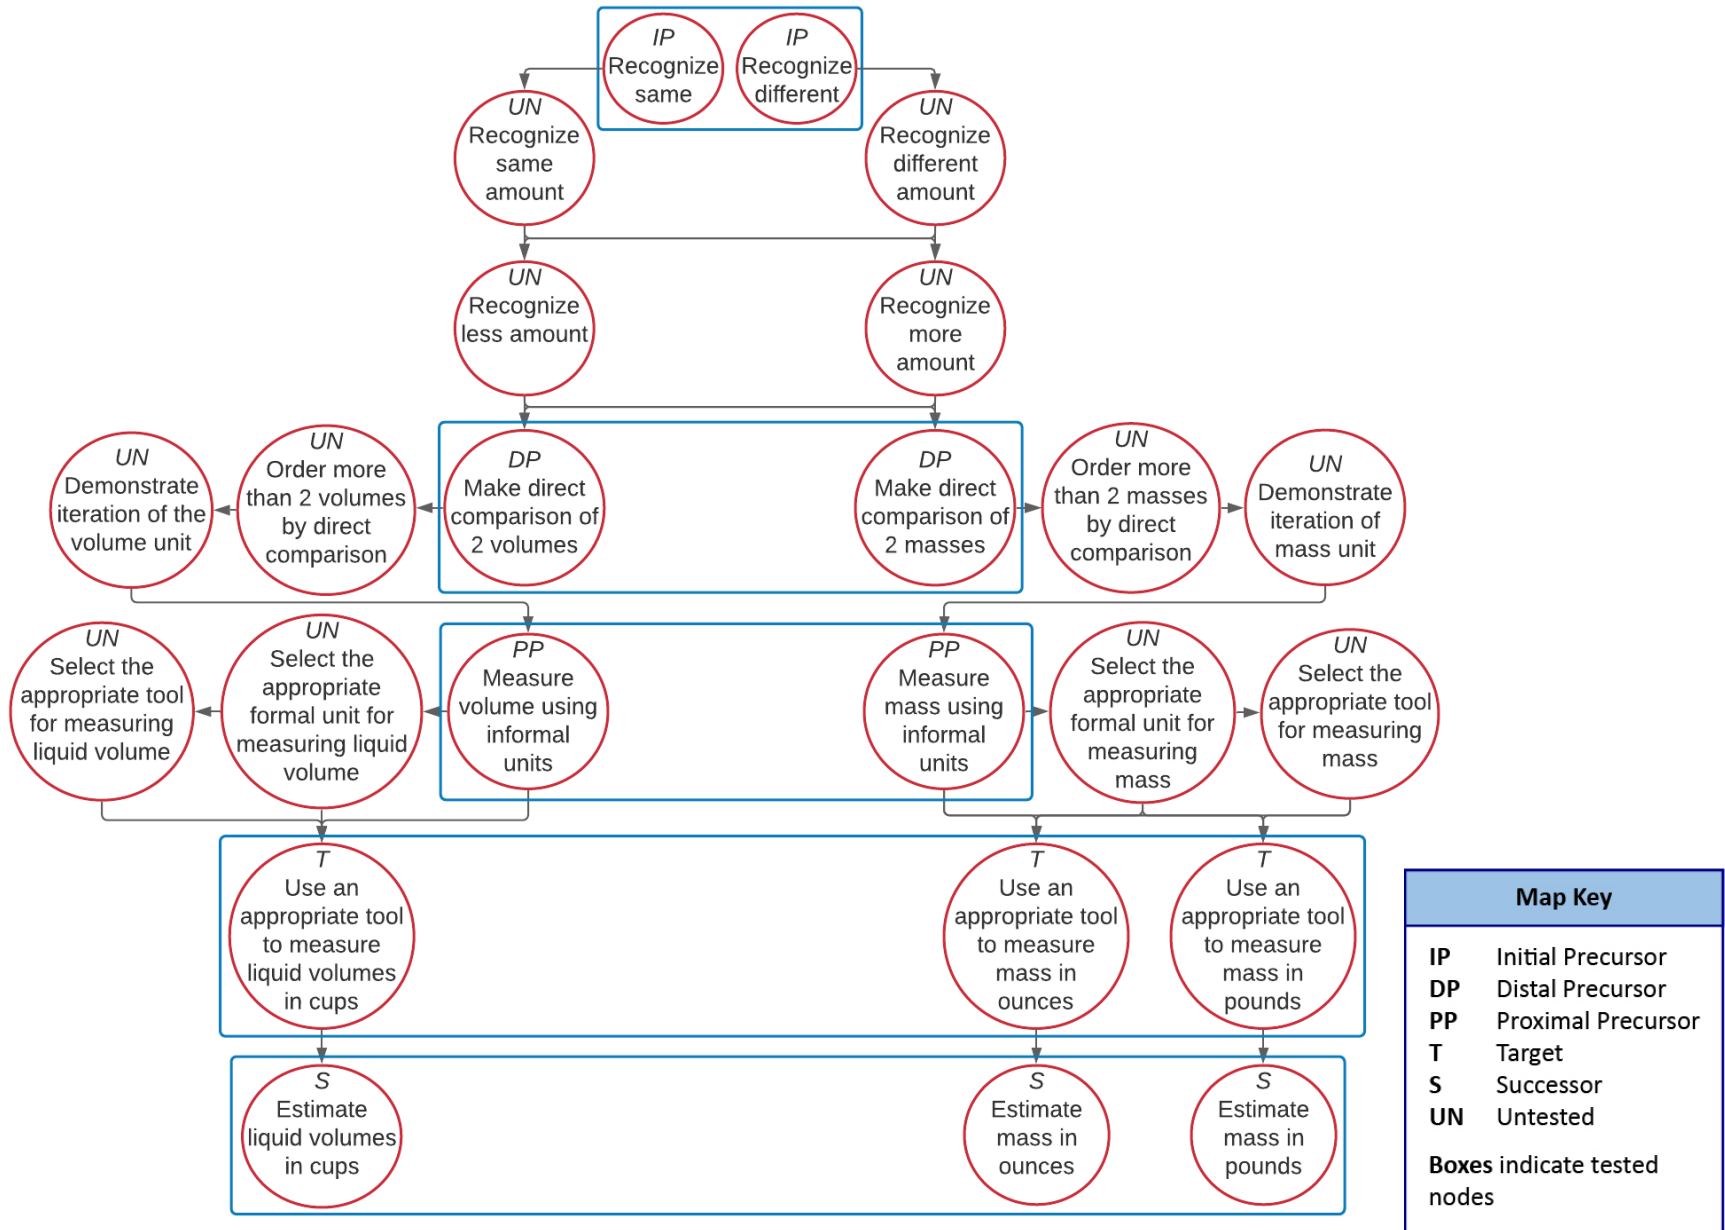 IP
Recognize
same
IP
Recognize
different
UN
Recognize
same
amount
UN
Recognize
different
amount
UN
Recognize
less amount
UN
Recognize
more
amount
UN
Demonstrate
iteration of the
volume unit
UN
Order more
than 2 volumes
by direct
comparison
DP
Make direct
comparison of
2 volumes
DP
Make direct
comparison of
2 masses
UN
Order more
than 2 masses
by direct
comparison
UN
Demonstrate
iteration of
mass unit
UN
Select the
appropriate tool
for measuring
liquid volume
UN
Select the
appropriate
formal unit for
measuring liquid
volume
PP
Measure
volume using
informal
units
PP
Measure
mass using
informal
units
UN
Select the
appropriate
formal unit for
measuring
mass
UN
Select the
appropriate tool
for measuring
mass
T
Use an
appropriate tool
to measure
liquid volumes
in cups
T
Use an
appropriate tool
to measure
mass in
ounces
T
Use an
appropriate tool
to measure
mass in
pounds
S
Estimate
liquid volumes
in cups
S
Estimate
mass in
ounces
S
Estimate
mass in
pounds
Map Key
IP Initial Precursor
DP Distal Precursor
PP Proximal Precursor
T Target
S Successor
UN Untested
Boxes indicate tested
nodes